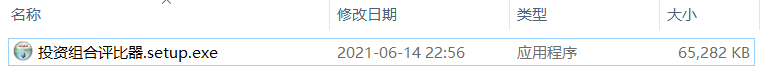 名称 修改日期 类型 大小
投资组合评比器.setup.exe 2021-06-14 22:56 应用程序 65,282 KB